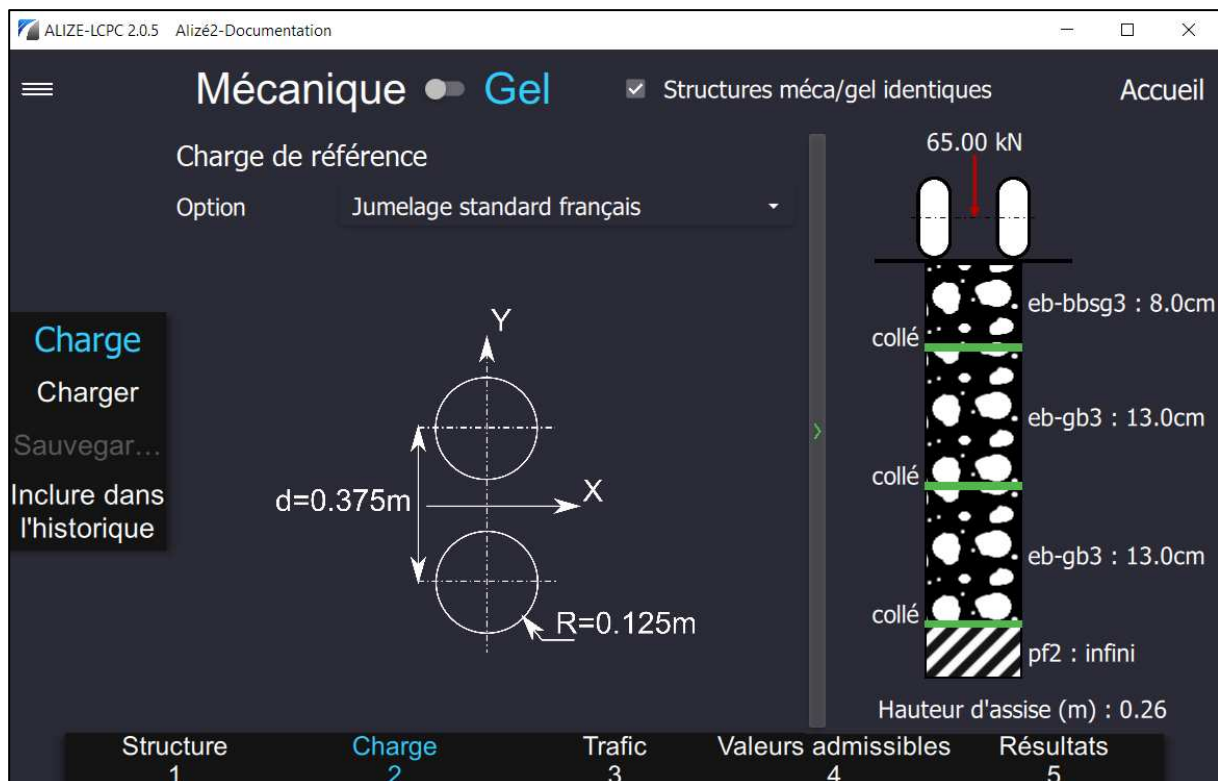 ALIZE-LCPC 2.0.5 Alizé2-Documentation
Mécanique Gel
Structures méca/gel identiques
Accueil
Charge de référence
Option Jumelage standard français
Charge
Charger
Sauvegar...
Inclure dans
l'historique
Y
X
d=0.375m
R=0.125m
65.00 kN
eb-bbsg3 : 8.0cm
collé
eb-gb3 : 13.0cm
collé
eb-gb3 : 13.0cm
collé
pf2 : infini
Hauteur d'assise (m) : 0.26
Structure Charge Trafic Valeurs admissibles Résultats
1 2 3 4 5